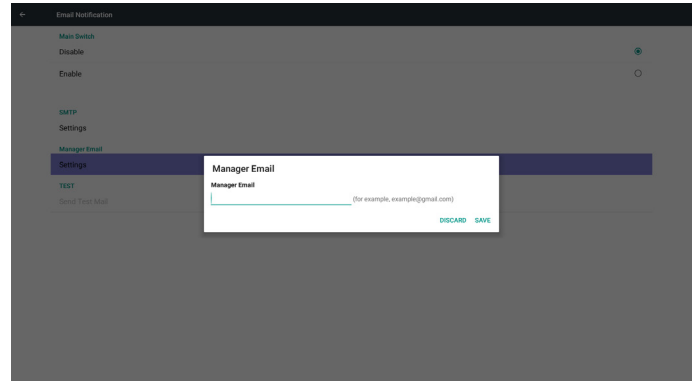 Email Notification
Main Switch
Disable
Enable
SMTP
Settings
Manager Email
Settings
TEST
Send Test Mail
Manager Email
Manager Email
(for example, example@gmail.com)
DISCARD SAVE